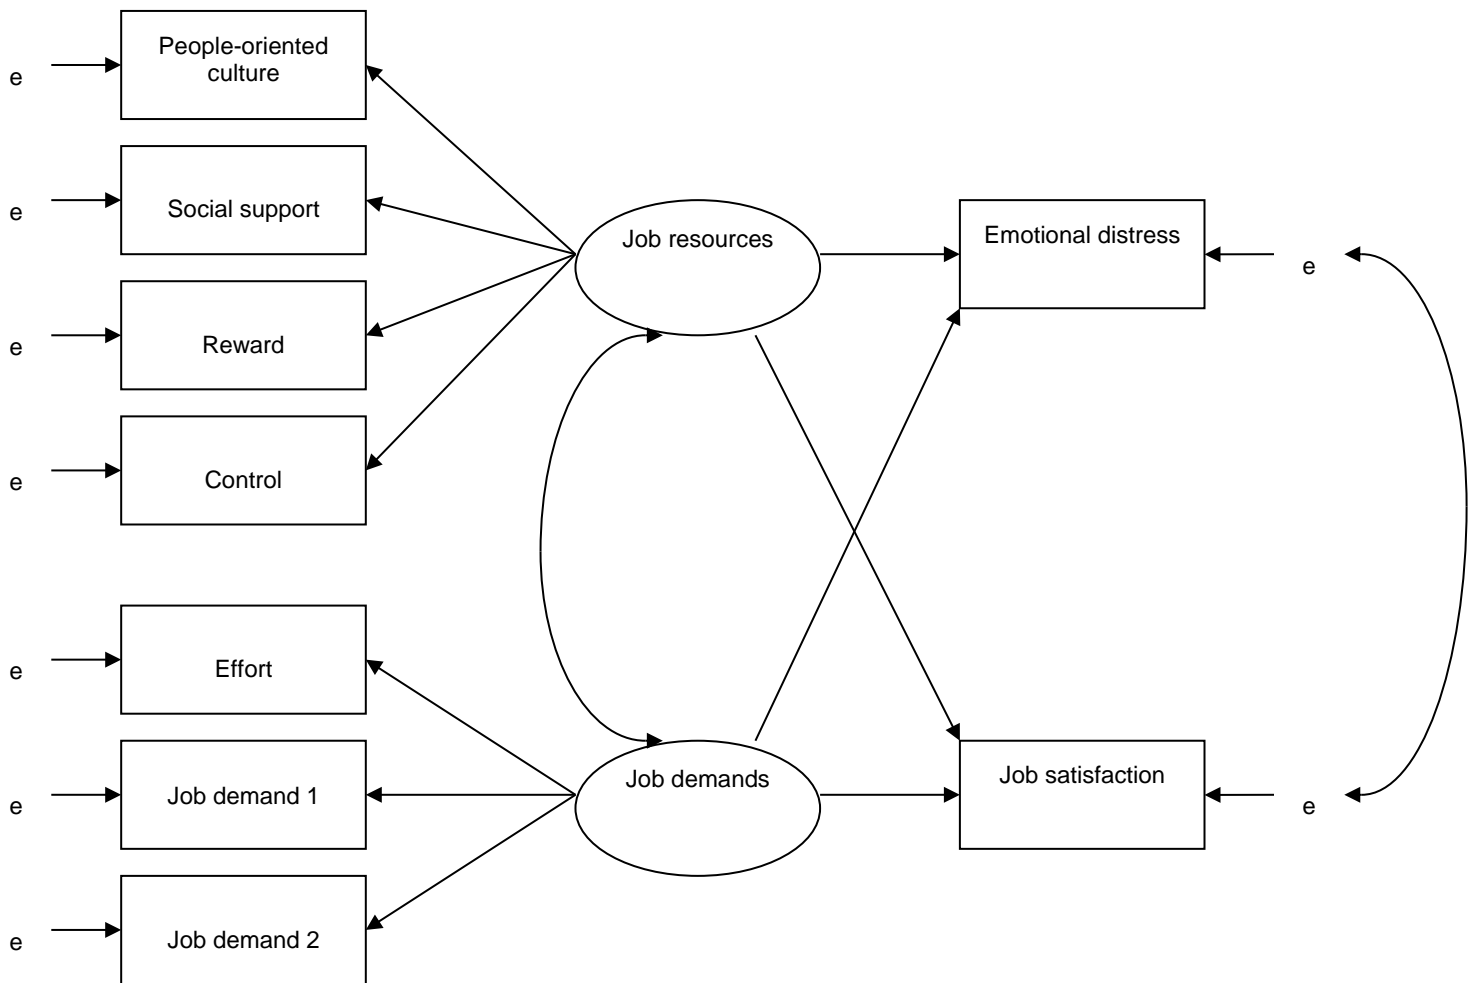 People-oriented
culture
e
Social support
e
Job resources
Emotional distress
e
e
Reward
e
Control
e
Effort
e
Job demand 1
e
Job demands
Job satisfaction
e
Job demand 2
e